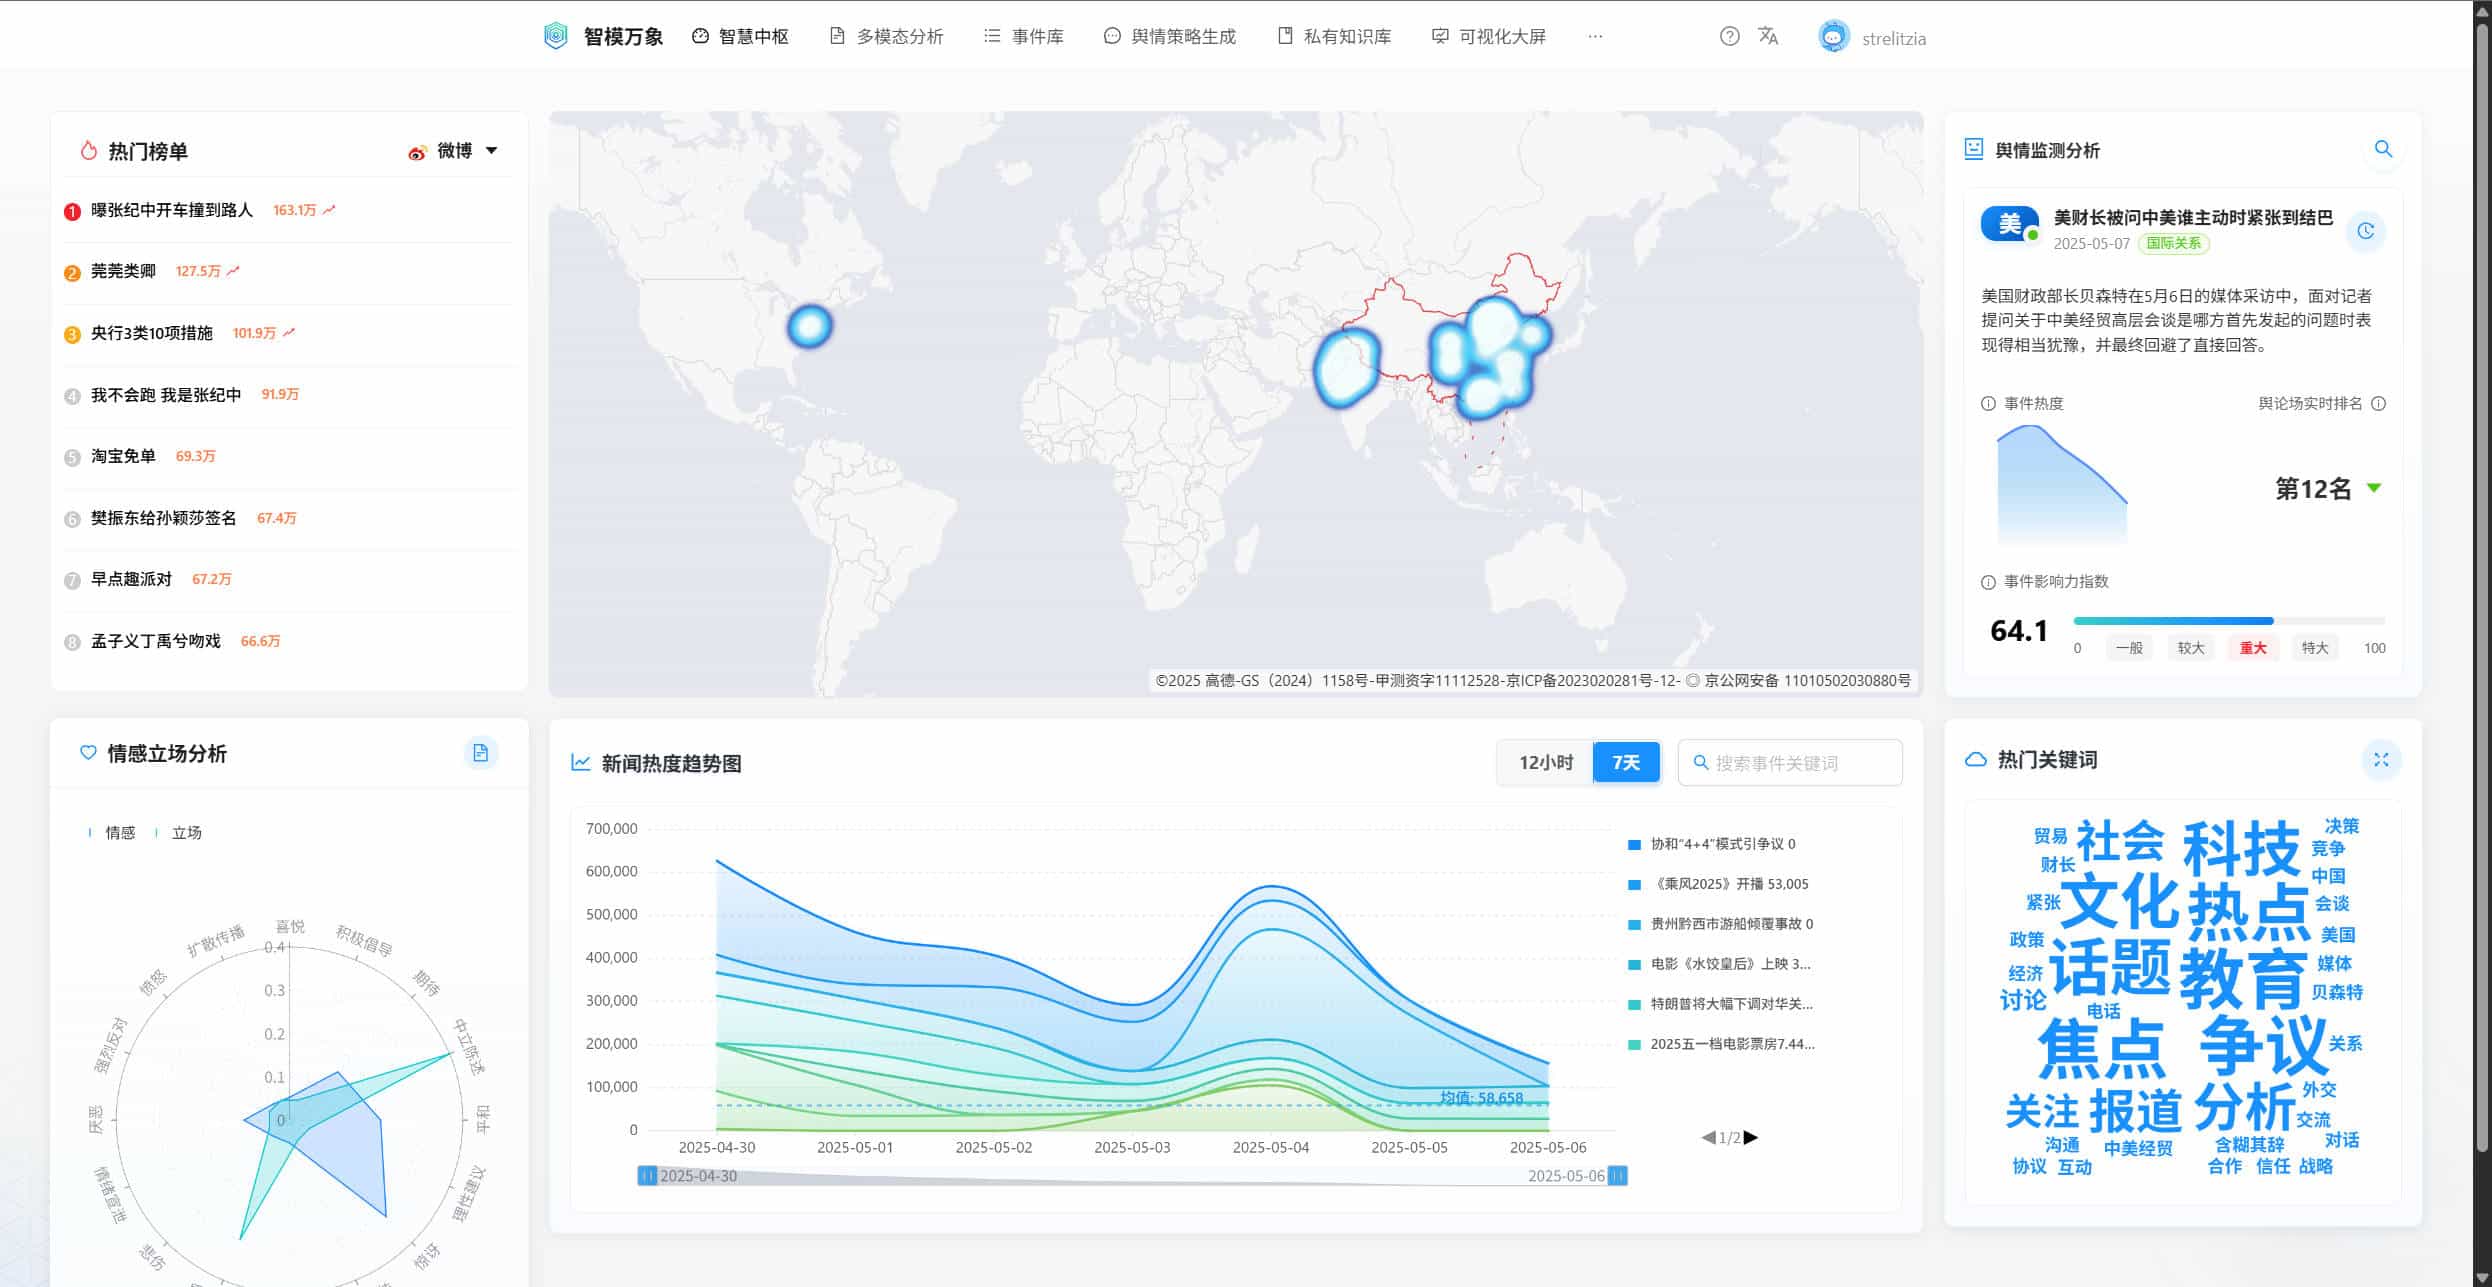 智模万象 智慧中枢 多模态分析 事件库 舆情策略生成 私有知识库 可视化大屏 ··· strelitzia
热门榜单 微博
1 曝张纪中开车撞到路人 163.1万
2 莞莞类卿 127.5万
3 央行3类10项措施 101.9万
4 我不会跑 我是张纪中 91.9万
5 淘宝免单 69.3万
6 樊振东给孙颖莎签名 67.4万
7 早点趣派对 67.2万
8 孟子义丁禹兮吻戏 66.6万
©2025 高德-GS（2024）1158号-甲测资字11112528-京ICP备2023020281号-12- ◎ 京公网安备 11010502030880号
舆情监测分析
美
美财长被问中美谁主动时紧张到结巴
2025-05-07 国际关系
美国财政部长贝森特在5月6日的媒体采访中，面对记者
提问关于中美经贸高层会谈是哪方首先发起的问题时表
现得相当犹豫，并最终回避了直接回答。
事件热度 舆论场实时排名
第12名
事件影响力指数
64.1
0 一般 较大 重大 特大 100
情感立场分析
情感 立场
喜悦
积极倡导
期待
中立陈述
平和
理性建议
惊讶
悲伤
情绪宣泄
厌恶
强烈反对
愤怒
扩散传播
0.4
0.3
0.2
0.1
0
新闻热度趋势图 12小时 7天 搜索事件关键词
700,000
600,000
500,000
400,000
300,000
200,000
100,000
0
均值: 58,658
2025-04-30 2025-05-01 2025-05-02 2025-05-03 2025-05-04 2025-05-05 2025-05-06
2025-04-30 2025-05-06
协和“4+4”模式引争议 0
《乘风2025》开播 53,005
贵州黔西市游船倾覆事故 0
电影《水饺皇后》上映 3...
特朗普将大幅下调对华关...
2025五一档电影票房7.44...
1/2
热门关键词
贸易 社会 科技 决策
财长 竞争
中国
紧张 文化 热点 会谈
政策 美国
经济 话题 教育 媒体
讨论 电话 贝森特
焦点 争议 关系
关注 报道 分析 外交
交流
沟通 中美经贸 含糊其辞 对话
协议 互动 合作 信任 战略